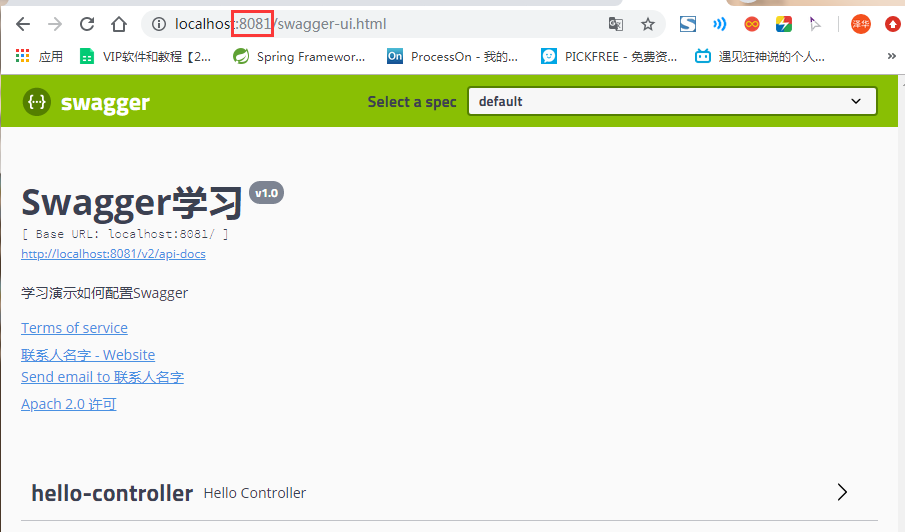 localhost:8081/swagger-ui.html
应用 VIP软件和教程【2... Spring Framewor... On ProcessOn - 我的... PICKFREE - 免费资... 遇见狂神说的个人... »
{··} swagger Select a spec default
Swagger学习 v1.0
[ Base URL: localhost:8081/ ]
http://localhost:8081/v2/api-docs
学习演示如何配置Swagger
Terms of service
联系人名字 - Website
Send email to 联系人名字
Apach 2.0 许可
hello-controller Hello Controller